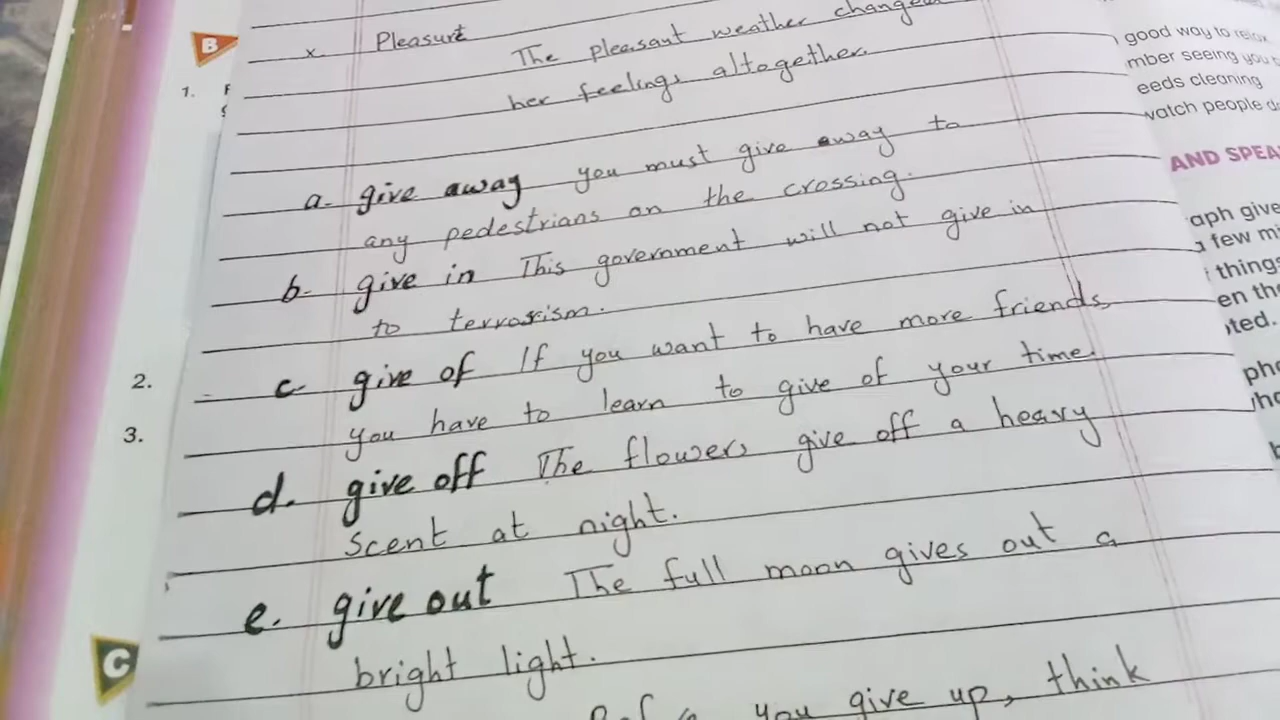 B
x. Pleasure The pleasant weather changed
her feelings altogether.
1.
a. give away you must give away to
any pedestrians on the crossing.
b. give in This government will not give in
to terrorism.
2. c. give of If you want to have more friends,
3. you have to learn to give of your time.
d. give off The flowers give off a heavy
scent at night.
e. give out The full moon gives out a
bright light.
C
you give up, think
good way to relax
mber seeing you
eeds cleaning
watch people
AND SPEA
aph give
a few mi
things
en the
ted.